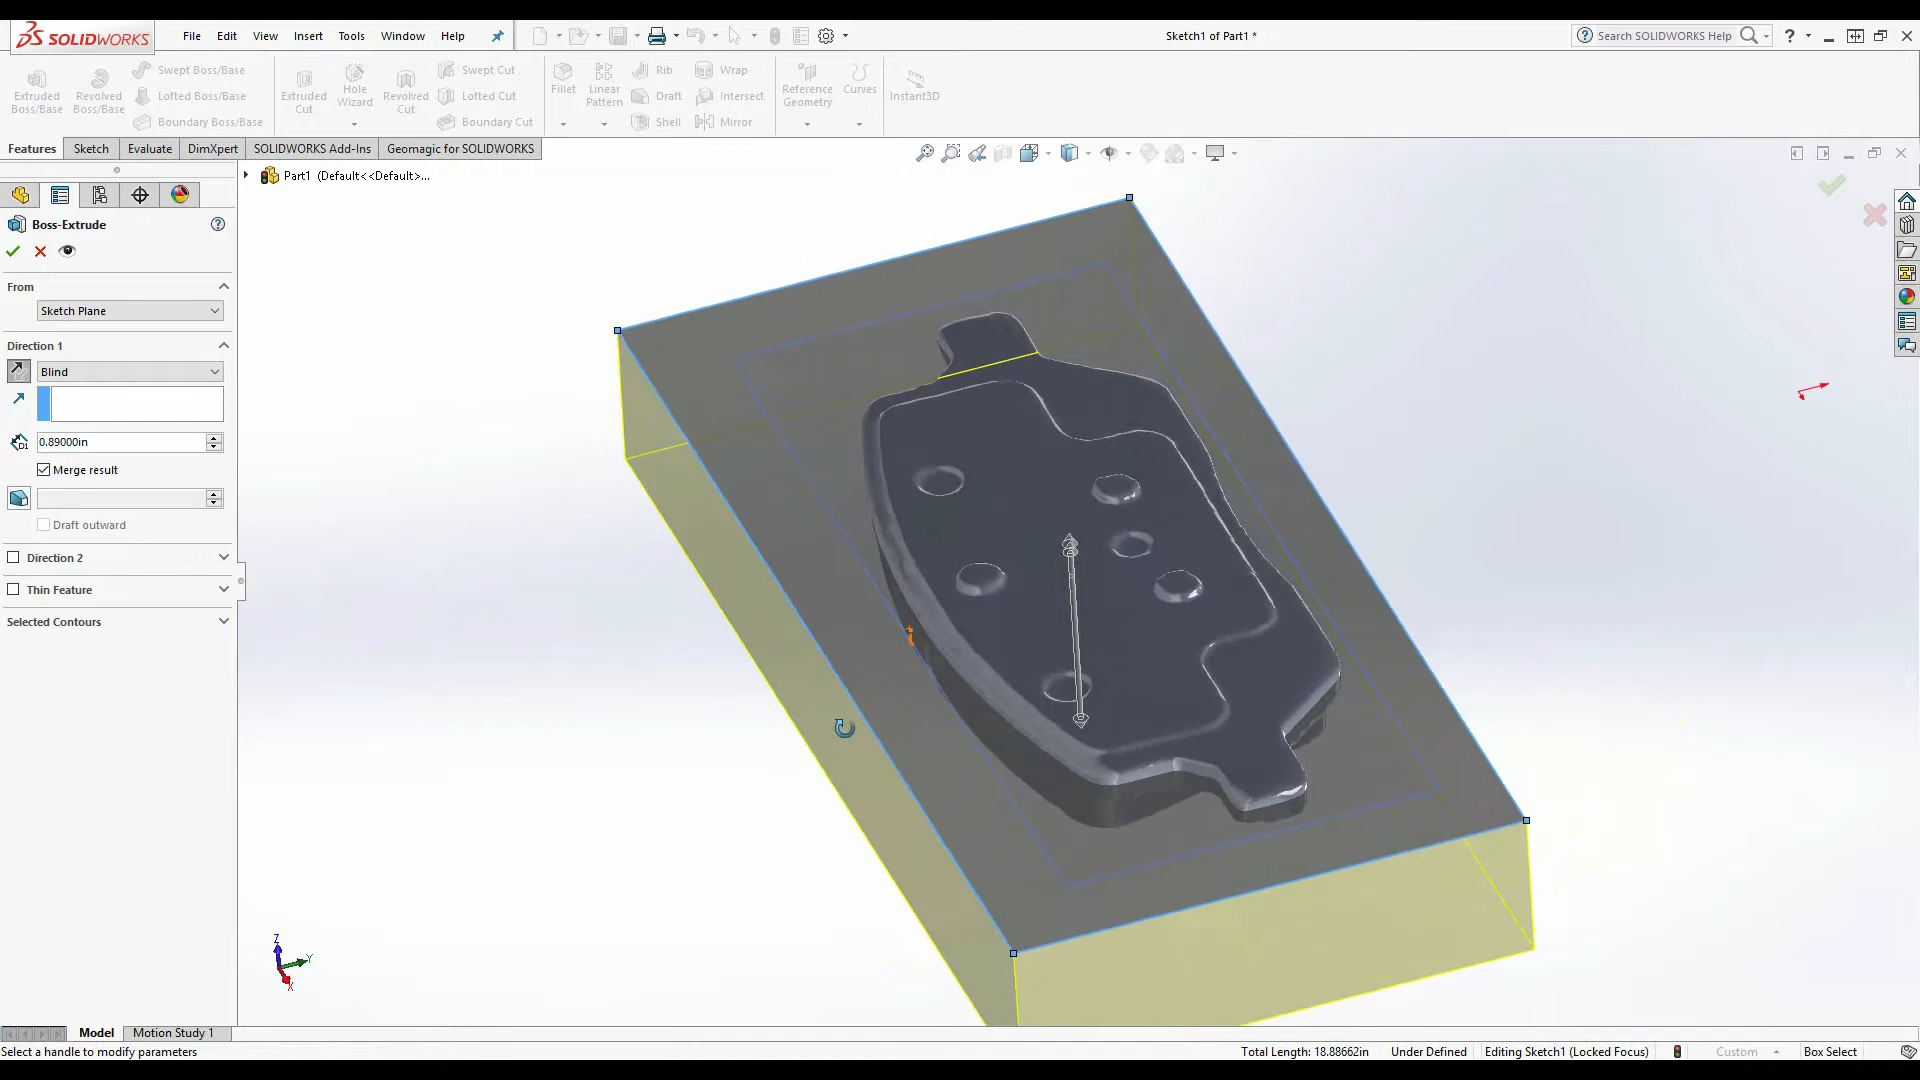 SOLIDWORKS
File Edit View Insert Tools Window Help
Sketch1 of Part1 *
Search SOLIDWORKS Help
Extruded Boss/Base
Revolved Boss/Base
Swept Boss/Base
Lofted Boss/Base
Boundary Boss/Base
Extruded Cut
Hole Wizard
Revolved Cut
Swept Cut
Lofted Cut
Boundary Cut
Fillet
Linear Pattern
Rib
Draft
Shell
Wrap
Intersect
Mirror
Reference Geometry
Curves
Instant3D
Features Sketch Evaluate DimXpert SOLIDWORKS Add-Ins Geomagic for SOLIDWORKS
Part1 (Default<<Default>...
Boss-Extrude
From
Sketch Plane
Direction 1
Blind
D1
0.89000in
Merge result
Draft outward
Direction 2
Thin Feature
Selected Contours
Z
Y
X
Model Motion Study 1
Select a handle to modify parameters
Total Length: 18.88662in Under Defined Editing Sketch1 (Locked Focus) Custom Box Select